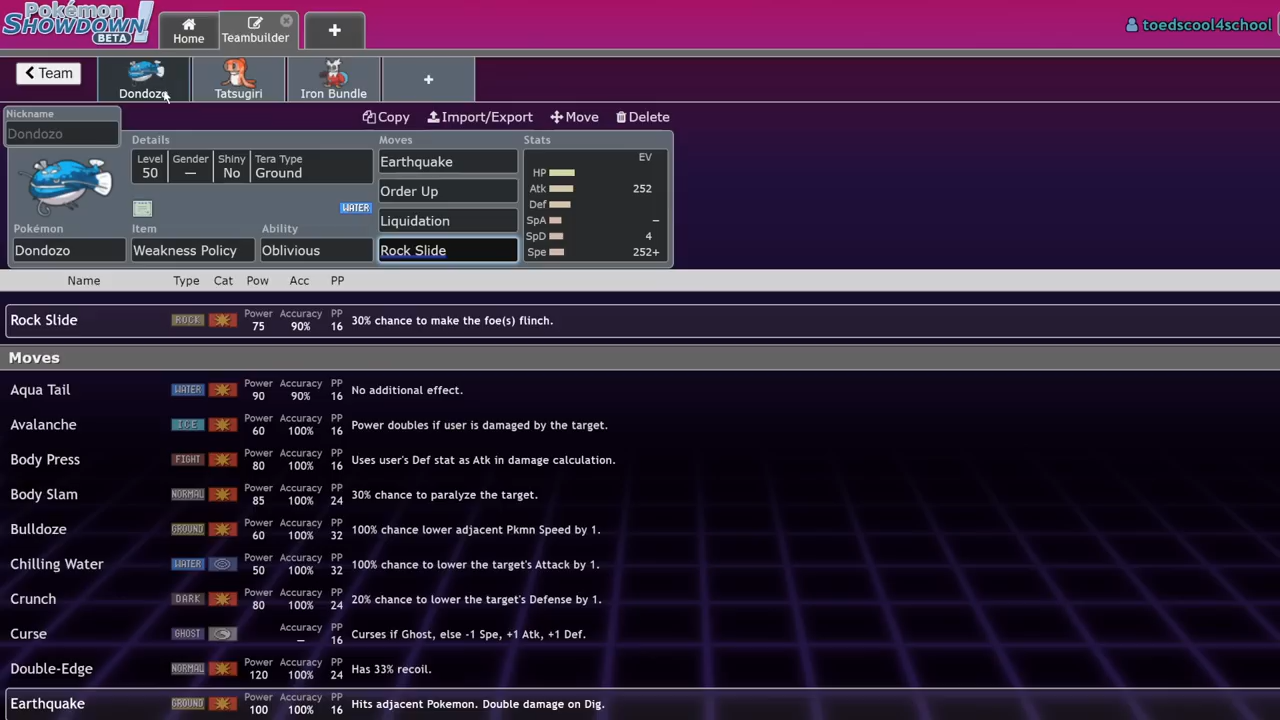 Pokémon
SHOWDOWN!
BETA
Home
Teambuilder
+
toedscool4school
Team
Dondozo
Tatsugiri
Iron Bundle
+
Nickname
Dondozo
Copy
Import/Export
Move
Delete
Details
Moves
Stats
Level
50
Gender
—
Shiny
No
Tera Type
Ground
WATER
Pokémon
Dondozo
Item
Weakness Policy
Ability
Oblivious
Earthquake
Order Up
Liquidation
Rock Slide
EV
HP
Atk 252
Def
SpA –
SpD 4
Spe 252+
Name Type Cat Pow Acc PP
Rock Slide ROCK Power 75 Accuracy 90% PP 16 30% chance to make the foe(s) flinch.
Moves
Aqua Tail WATER Power 90 Accuracy 90% PP 16 No additional effect.
Avalanche ICE Power 60 Accuracy 100% PP 16 Power doubles if user is damaged by the target.
Body Press FIGHT Power 80 Accuracy 100% PP 16 Uses user's Def stat as Atk in damage calculation.
Body Slam NORMAL Power 85 Accuracy 100% PP 24 30% chance to paralyze the target.
Bulldoze GROUND Power 60 Accuracy 100% PP 32 100% chance lower adjacent Pkmn Speed by 1.
Chilling Water WATER Power 50 Accuracy 100% PP 32 100% chance to lower the target's Attack by 1.
Crunch DARK Power 80 Accuracy 100% PP 24 20% chance to lower the target's Defense by 1.
Curse GHOST Accuracy — PP 16 Curses if Ghost, else -1 Spe, +1 Atk, +1 Def.
Double-Edge NORMAL Power 120 Accuracy 100% PP 24 Has 33% recoil.
Earthquake GROUND Power 100 Accuracy 100% PP 16 Hits adjacent Pokemon. Double damage on Dig.